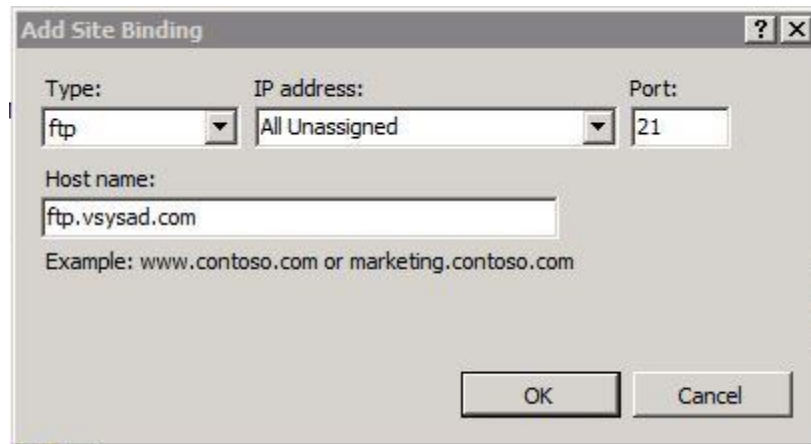 Add Site Binding
Type: IP address: Port:
ftp All Unassigned 21
Host name:
ftp.vsysad.com
Example: www.contoso.com or marketing.contoso.com
OK Cancel